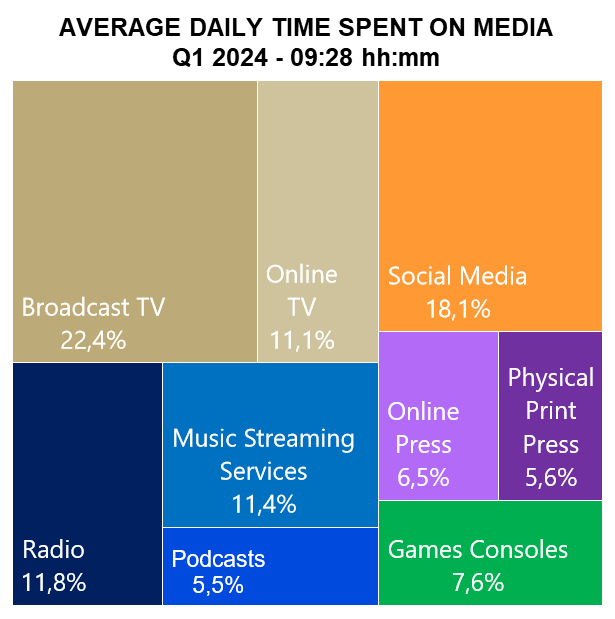 AVERAGE DAILY TIME SPENT ON MEDIA
Q1 2024 - 09:28 hh:mm
Broadcast TV
22,4%
Online
TV
11,1%
Social Media
18,1%
Radio
11,8%
Music Streaming
Services
11,4%
Podcasts
5,5%
Online
Press
6,5%
Physical
Print
Press
5,6%
Games Consoles
7,6%